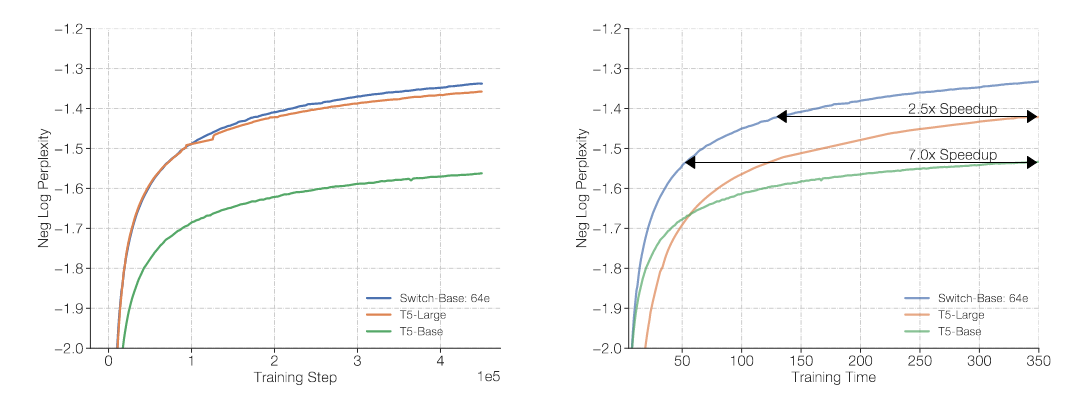 −1.2
−1.3
−1.4
−1.5
−1.6
−1.7
−1.8
−1.9
−2.0
Neg Log Perplexity
0
1
2
3
4
1e5
Training Step
Switch-Base: 64e
T5-Large
T5-Base
−1.2
−1.3
−1.4
−1.5
−1.6
−1.7
−1.8
−1.9
−2.0
Neg Log Perplexity
2.5x Speedup
7.0x Speedup
50
100
150
200
250
300
350
Training Time
Switch-Base: 64e
T5-Large
T5-Base